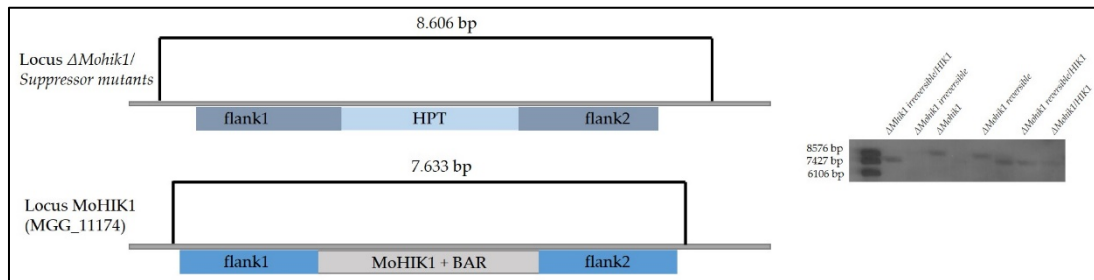 8.606 bp
Locus ΔMohik1/
Suppressor mutants
flank1 HPT flank2
7.633 bp
Locus MoHIK1
(MGG_11174)
flank1 MoHIK1 + BAR flank2
ΔMhik1 irreversible/HIK1
ΔMohik1 irreversible
ΔMohik1
ΔMohik1 reversible
ΔMohik1 reversible/HIK1
ΔMohik1/HIK1
8576 bp
7427 bp
6106 bp